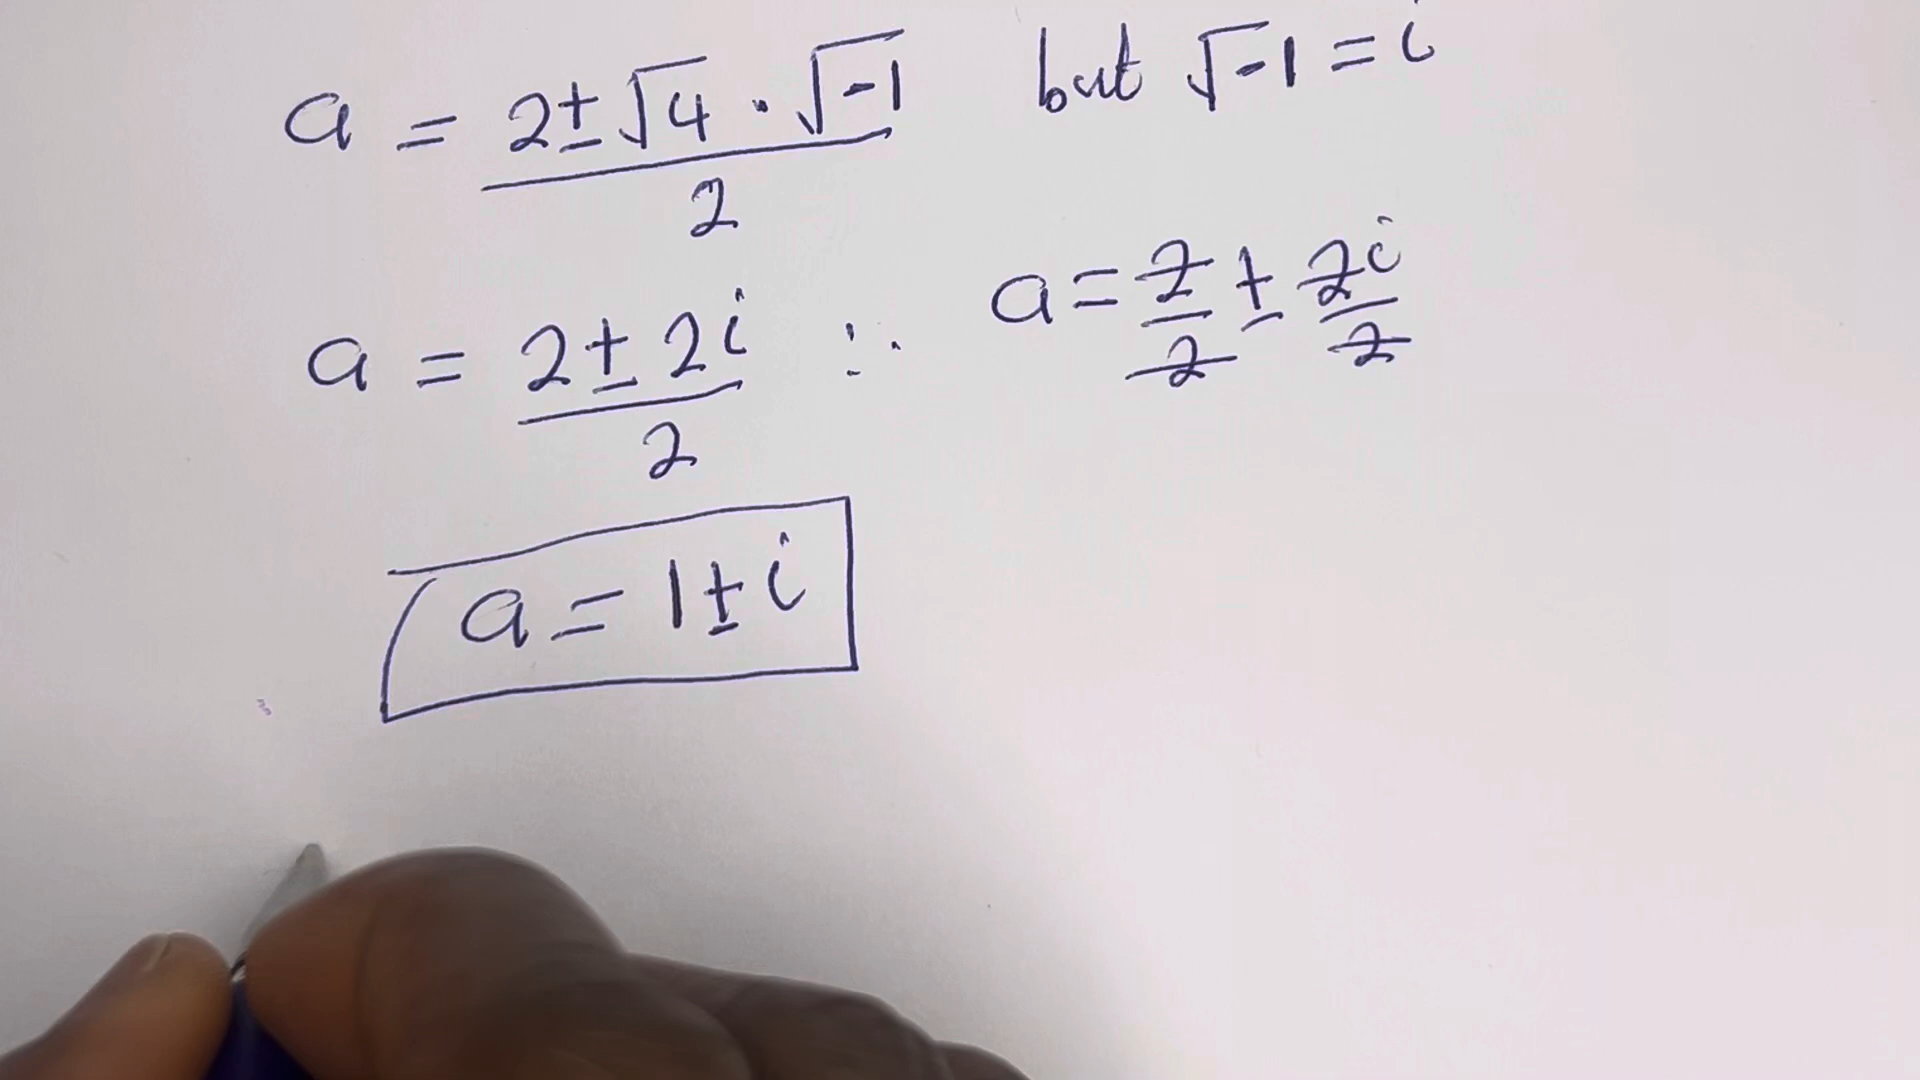 a = (2 ± √4 · √-1) / 2 but √-1 = i
a = (2 ± 2i) / 2 ∴ a = 2/2 ± 2i/2
a = 1 ± i